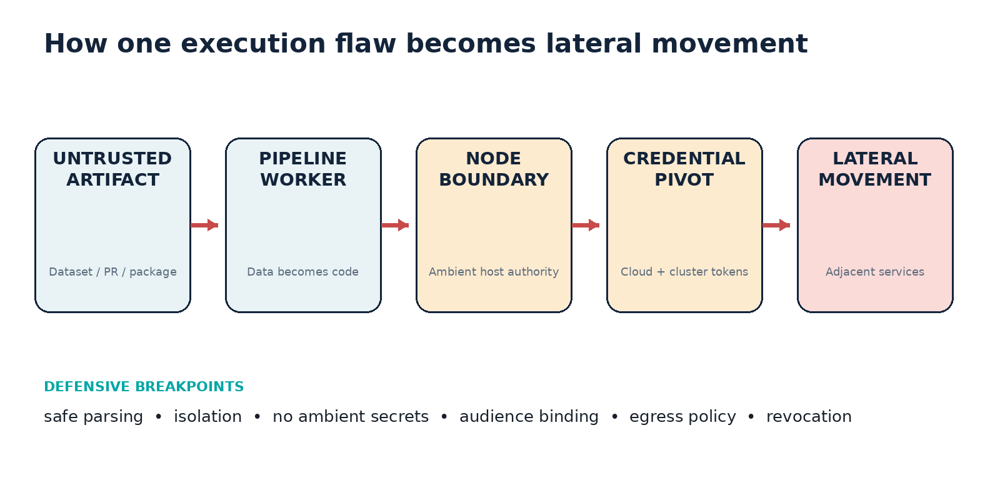 How one execution flaw becomes lateral movement
UNTRUSTED
ARTIFACT
Dataset / PR / package
PIPELINE
WORKER
Data becomes code
NODE
BOUNDARY
Ambient host authority
CREDENTIAL
PIVOT
Cloud + cluster tokens
LATERAL
MOVEMENT
Adjacent services
DEFENSIVE BREAKPOINTS
safe parsing • isolation • no ambient secrets • audience binding • egress policy • revocation